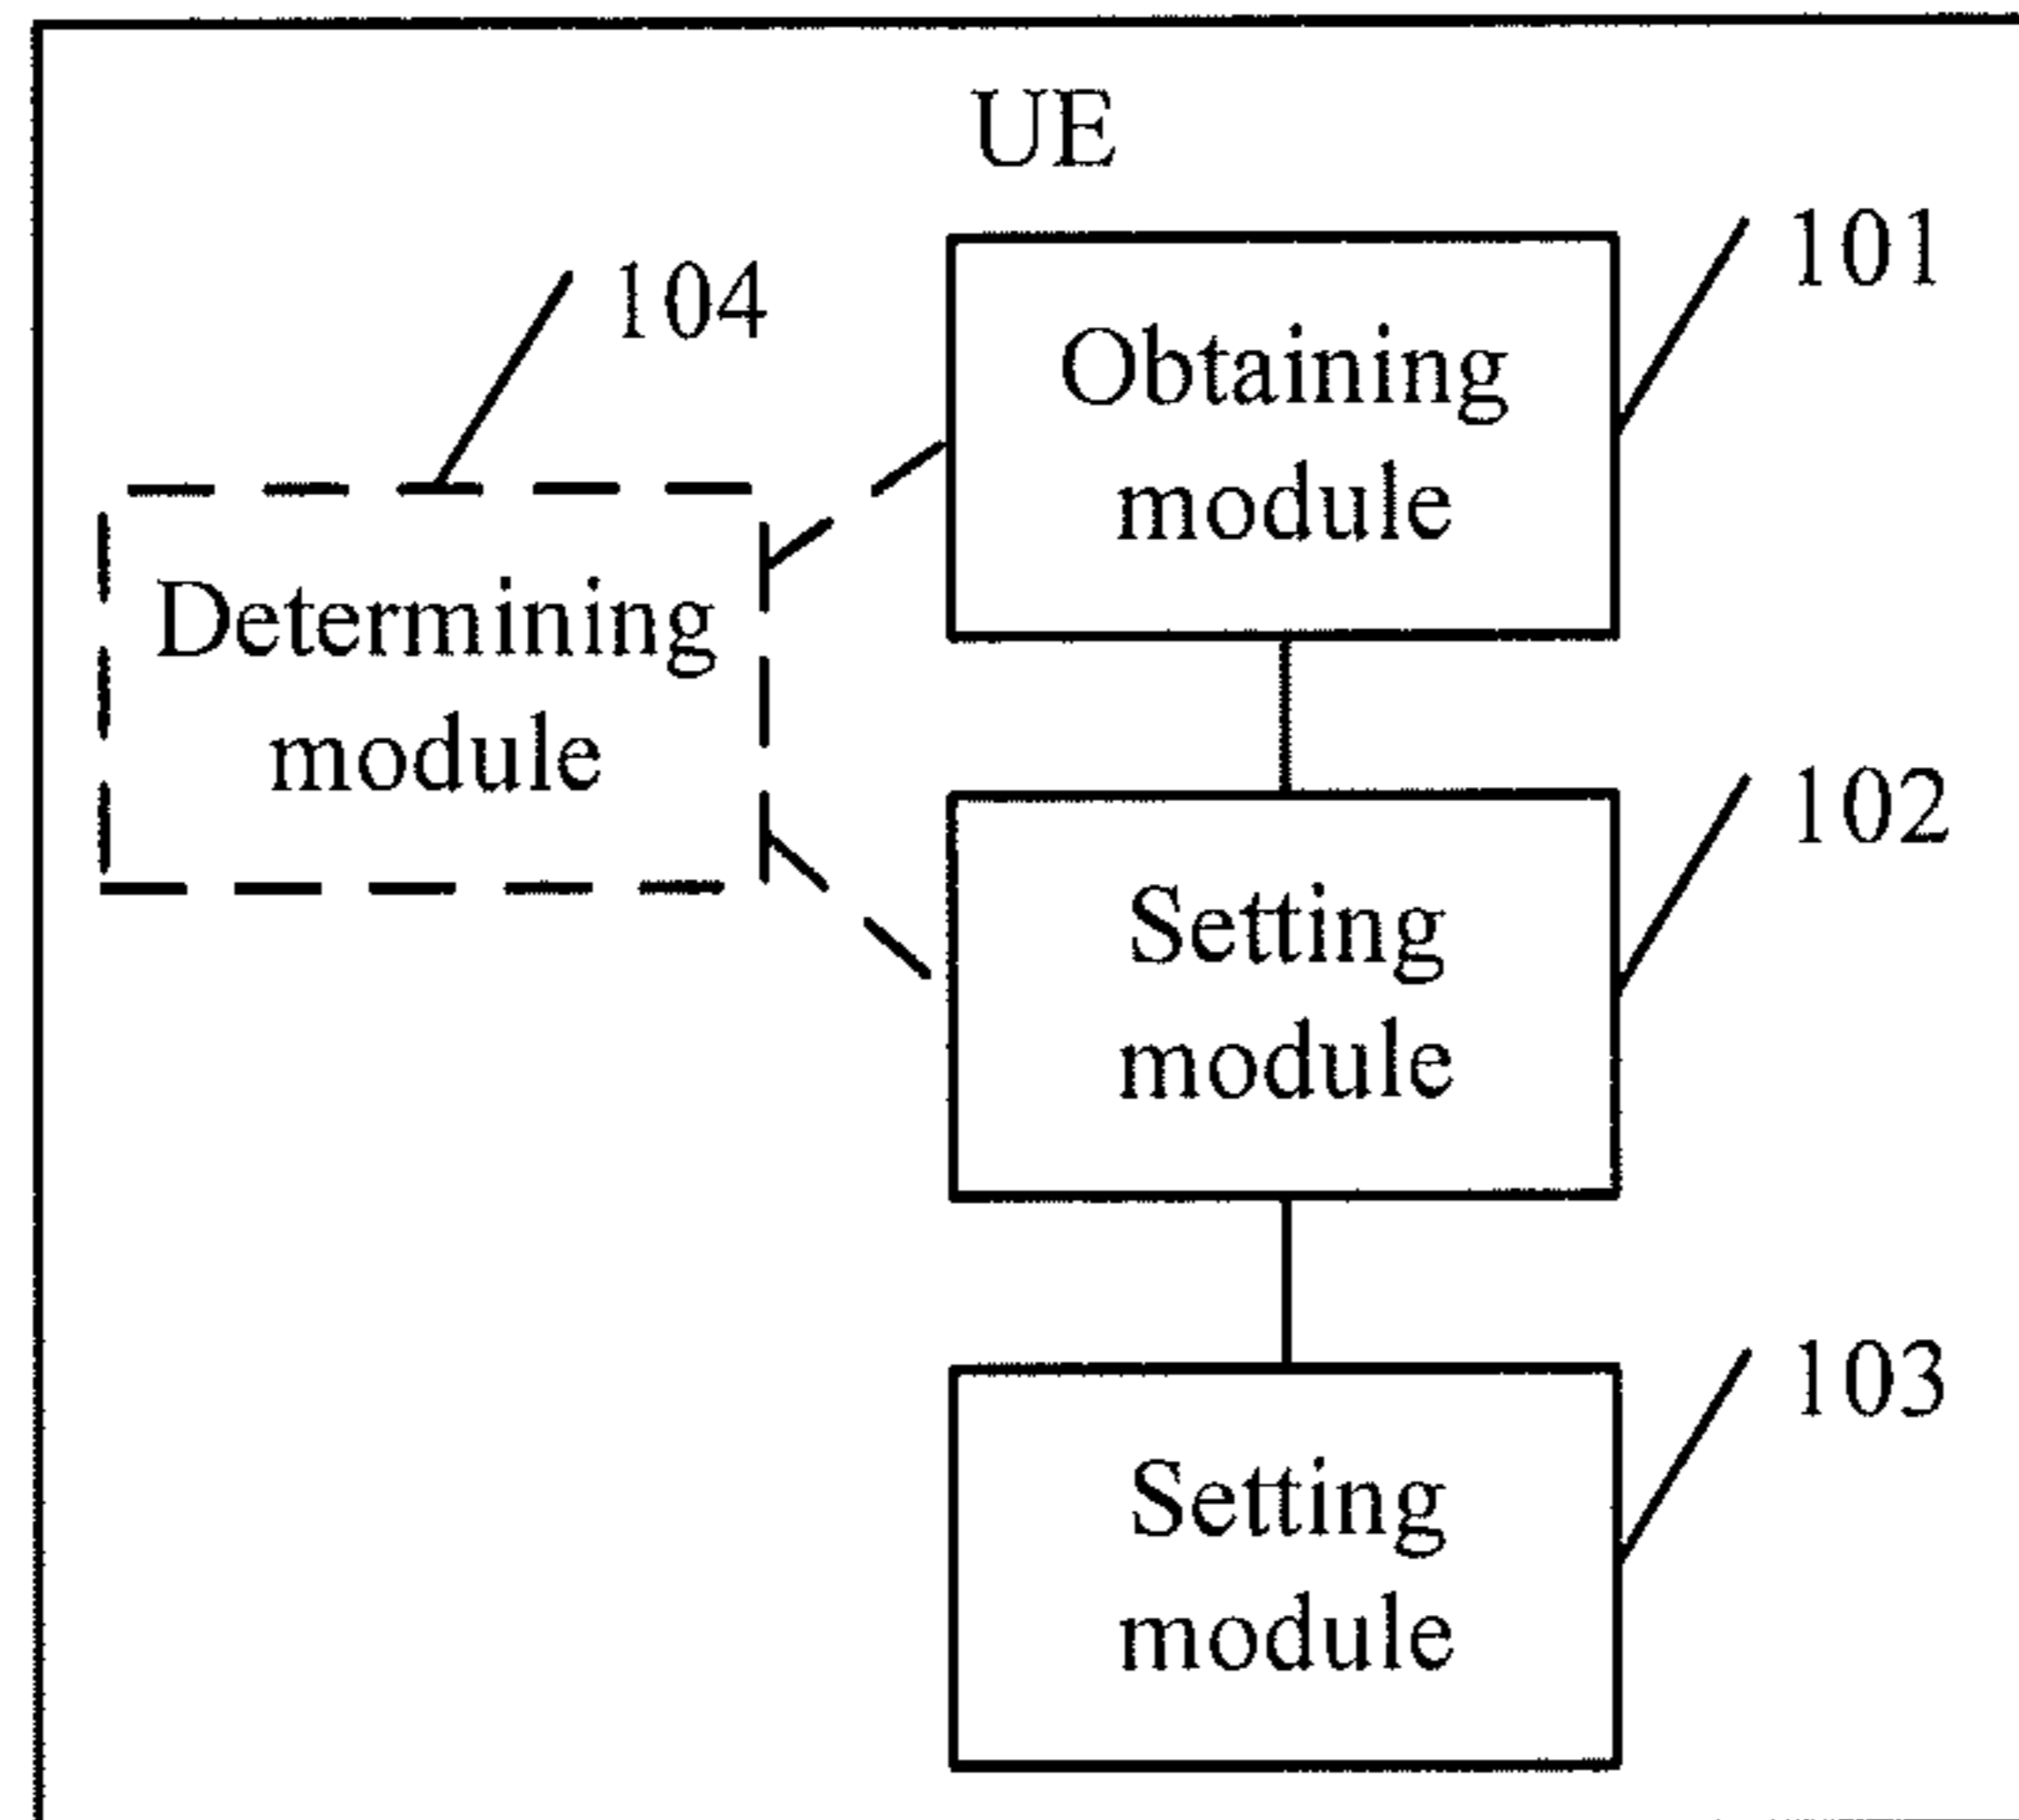 UE
101
104
Obtaining
module
Determining
module
102
Setting
module
103
Setting
module